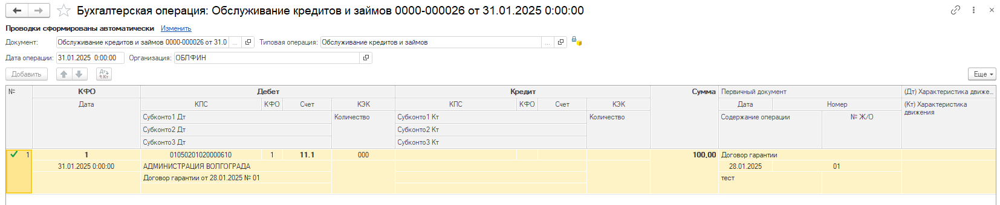 Бухгалтерская операция: Обслуживание кредитов и займов 0000-000026 от 31.01.2025 0:00:00
Проводки сформированы автоматически Изменить
Документ: Обслуживание кредитов и займов 0000-000026 от 31.0 ... Типовая операция: Обслуживание кредитов и займов ...
Дата операции: 31.01.2025 0:00:00 Организация: ОБЛФИН
Добавить Дт Кт Еще
№ КФО Дебет Кредит Сумма Первичный документ (Дт) Характеристика движе...
Дата КПС КФО Счет КЭК КПС КФО Счет КЭК Дата Номер (Кт) Характеристика движения
Субконто1 Дт Количество Субконто1 Кт Количество Содержание операции № Ж/О
Субконто2 Дт Субконто2 Кт
Субконто3 Дт Субконто3 Кт
1 1 01050201020000610 1 11.1 000 100,00 Договор гарантии
31.01.2025 0:00:00 АДМИНИСТРАЦИЯ ВОЛГОГРАДА 28.01.2025 01
Договор гарантии от 28.01.2025 № 01 тест